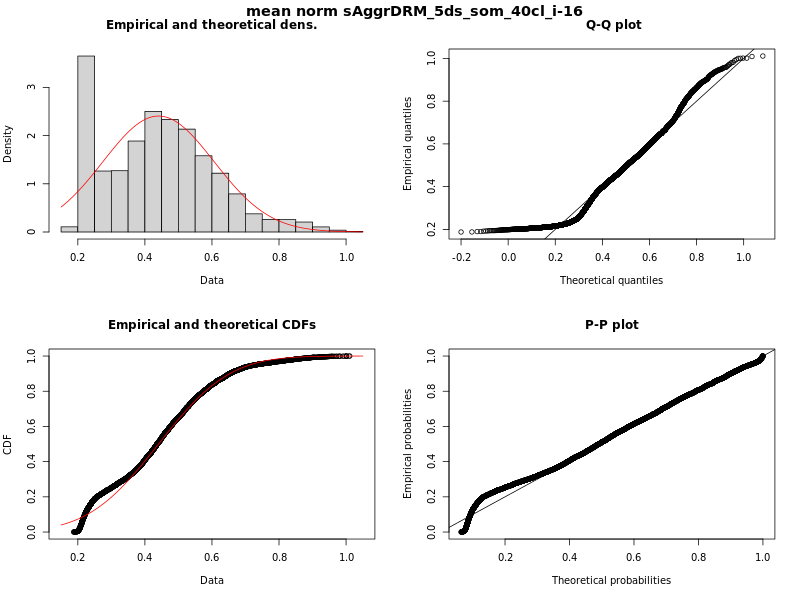 mean norm sAggrDRM_5ds_som_40cl_i-16
Empirical and theoretical dens.
Density
0 1 2 3
0.2 0.4 0.6 0.8 1.0
Data
Q-Q plot
Empirical quantiles
0.2 0.4 0.6 0.8 1.0
-0.2 0.0 0.2 0.4 0.6 0.8 1.0
Theoretical quantiles
Empirical and theoretical CDFs
CDF
0.0 0.2 0.4 0.6 0.8 1.0
0.2 0.4 0.6 0.8 1.0
Data
P-P plot
Empirical probabilities
0.0 0.2 0.4 0.6 0.8 1.0
0.2 0.4 0.6 0.8 1.0
Theoretical probabilities